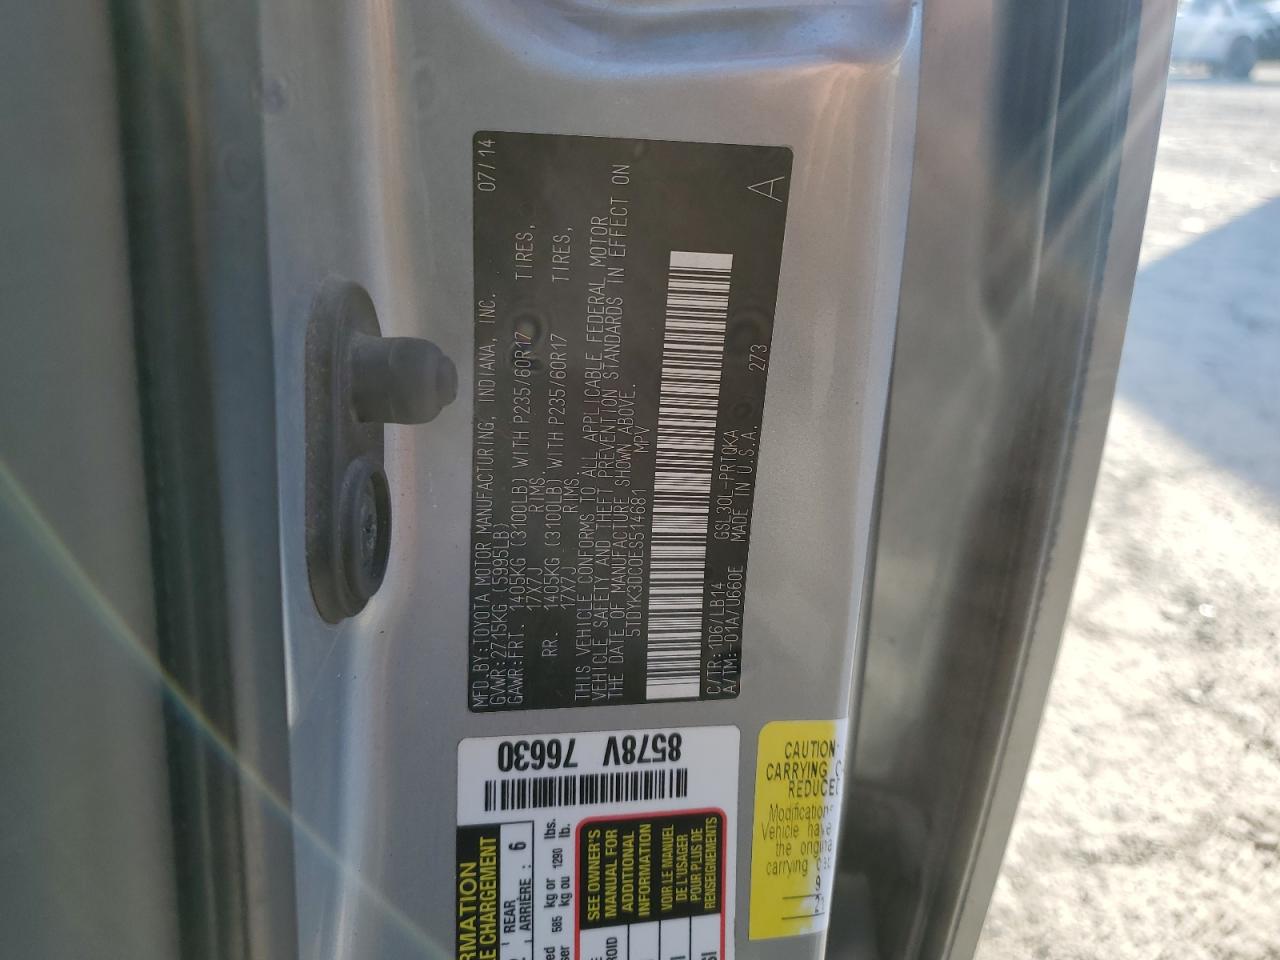 MFD.BY:TOYOTA MOTOR MANUFACTURING, INDIANA, INC. 07/14
GVWR:2715KG (5995LB)
GAWR:FRT. 1405KG (3100LB) WITH P235/60R17 TIRES,
17X7J RIMS,
RR. 1405KG (3100LB) WITH P235/60R17 TIRES,
17X7J RIMS
THIS VEHICLE CONFORMS TO ALL APPLICABLE FEDERAL MOTOR
VEHICLE SAFETY AND THEFT PREVENTION STANDARDS IN EFFECT ON
THE DATE OF MANUFACTURE SHOWN ABOVE.
5TDYK3DC0ES514681 MPV
A
C/TR:1D6/LB14 GSL30L-PRTQKA 273
A/TM:-01A/U660E MADE IN U.S.A.
8578V 76630
RMATION
E CHARGEMENT
REAR
ARRIÈRE : 6
585 kg or 1290 lbs.
kg ou lb.
SEE OWNER'S
MANUAL FOR
ADDITIONAL
INFORMATION
VOIR LE MANUEL
DE L'USAGER
POUR PLUS DE
RENSEIGNEMENTS
CAUTION
CARRYING
REDUCE
Modification
Vehicle have
the origina
carrying